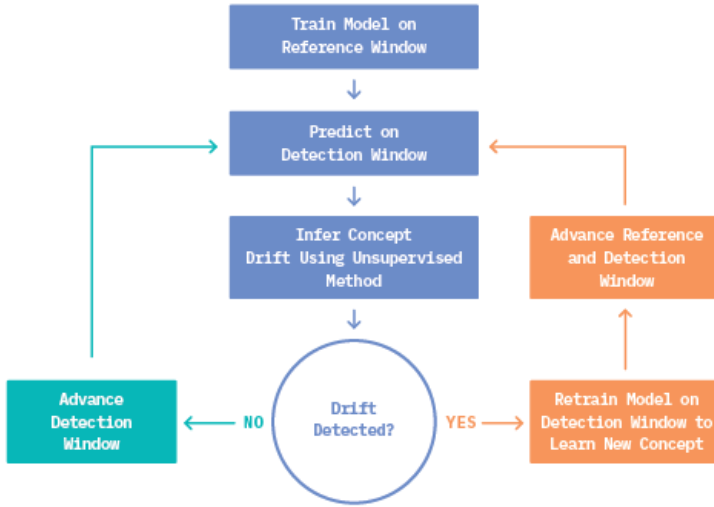 Train Model on
Reference Window
Predict on
Detection Window
Infer Concept
Drift Using Unsupervised
Method
Advance Reference
and Detection
Window
Advance
Detection
Window
NO
Drift
Detected?
YES
Retrain Model on
Detection Window to
Learn New Concept